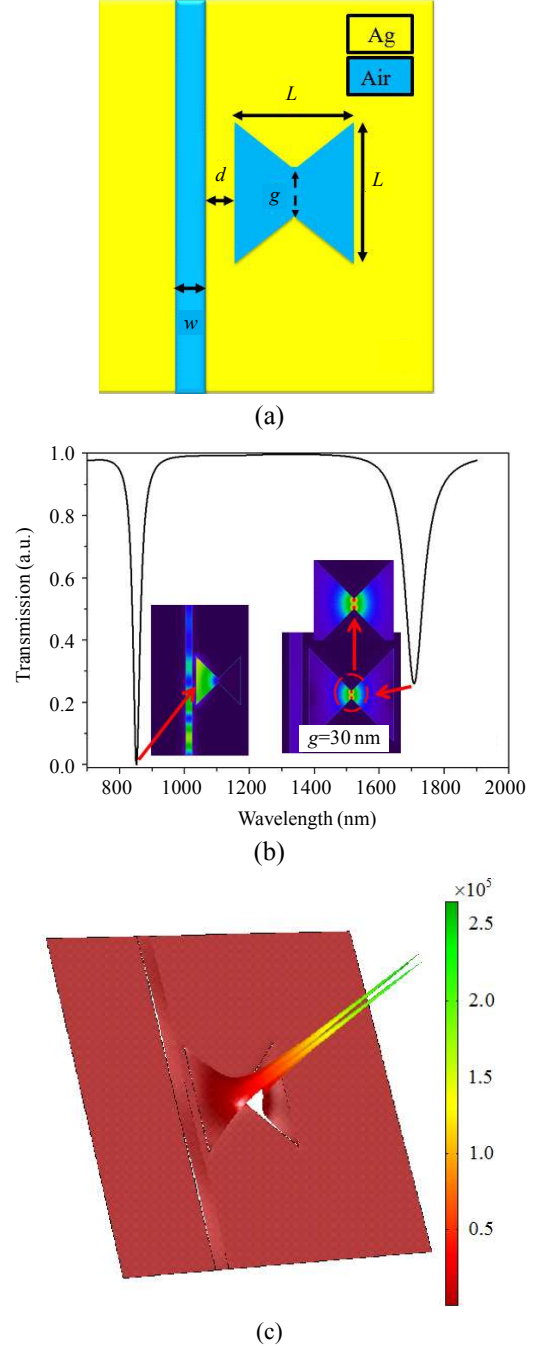 Ag
Air
L
d
L
g
w
(a)
1.0
0.8
0.6
0.4
0.2
0.0
Transmission (a.u.)
g=30 nm
800 1000 1200 1400 1600 1800 2000
Wavelength (nm)
(b)
×10⁵
2.5
2.0
1.5
1.0
0.5
(c)